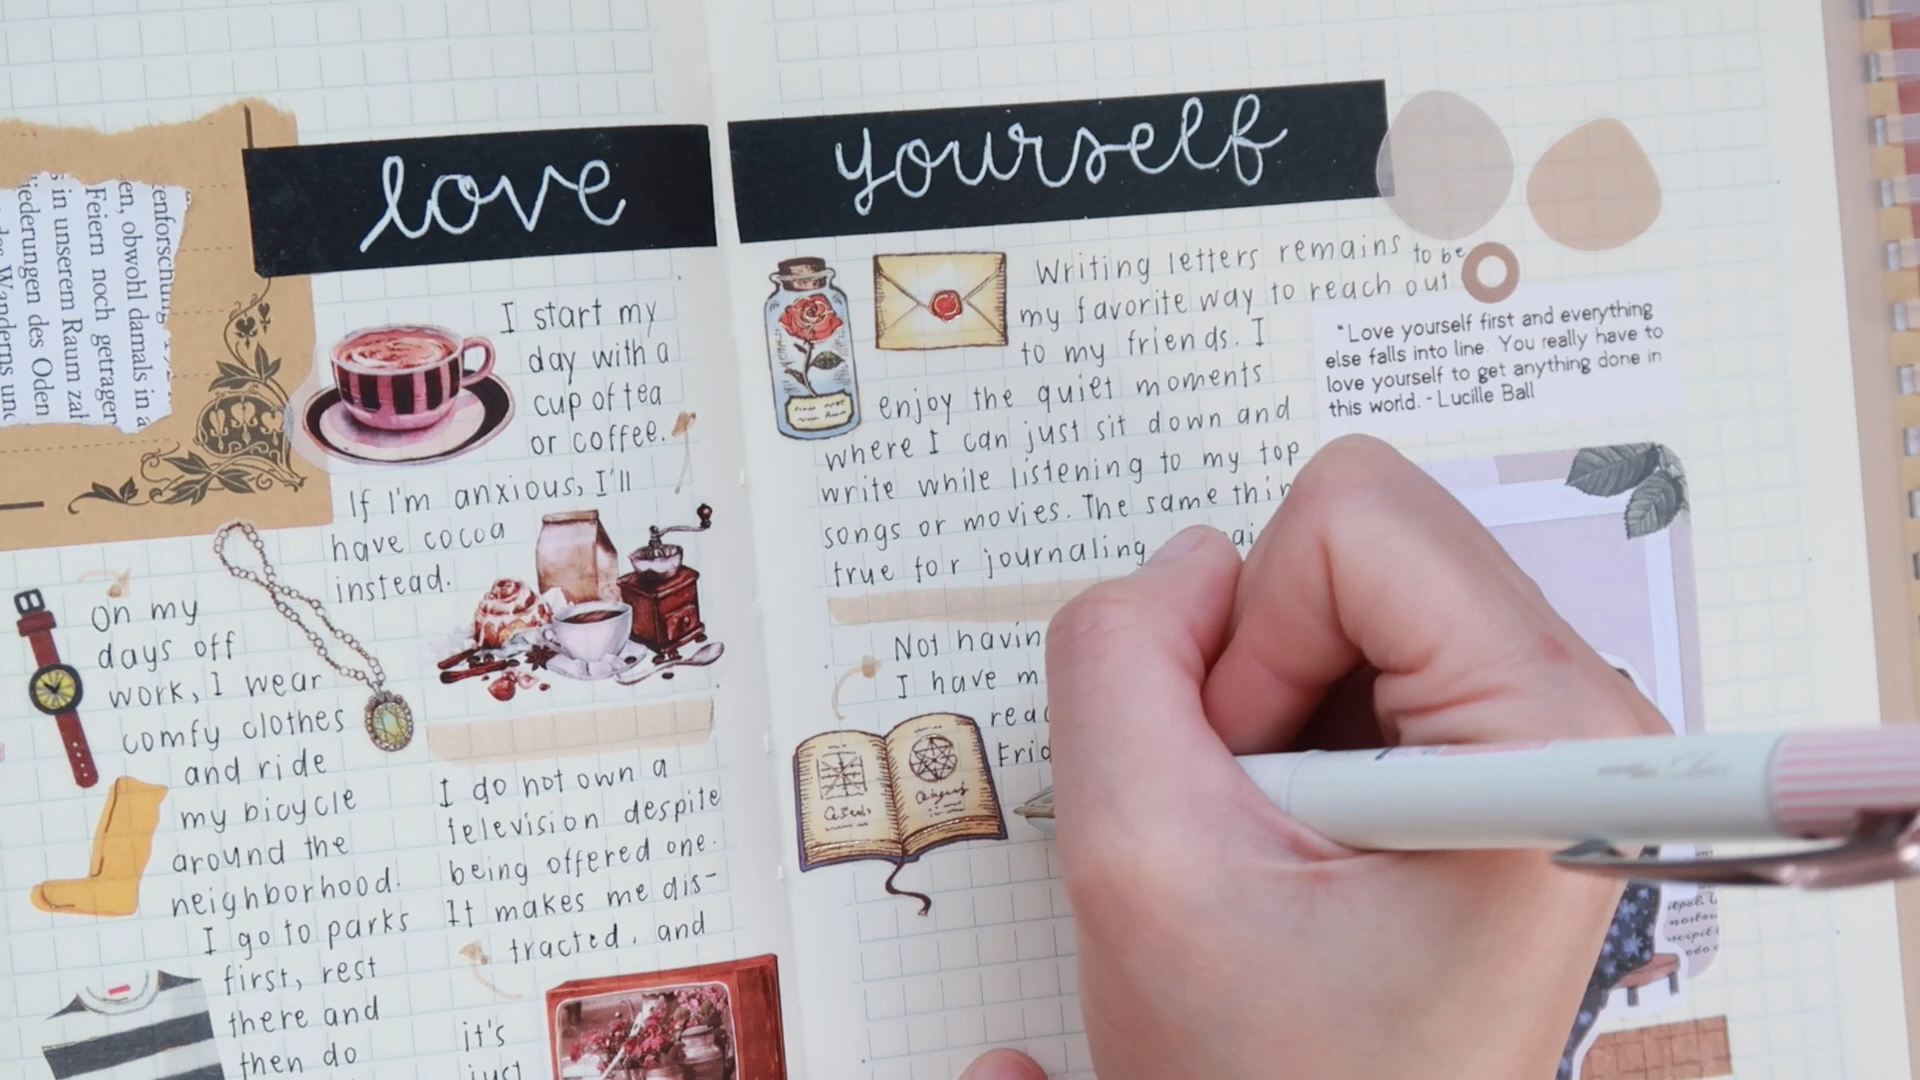 love
yourself
I start my
day with a
cup of tea
or coffee.
If I'm anxious, I'll
have cocoa
instead.
On my
days off
work, I wear
comfy clothes
and ride
my bicycle
around the
neighborhood.
I go to parks
first, rest
there and
then do
I do not own a
television despite
being offered one.
It makes me dis-
tracted, and
it's
just
Writing letters remains to be
my favorite way to reach out
to my friends. I
enjoy the quiet moments
where I can just sit down and
write while listening to my top
songs or movies. The same
true for journaling
Not
I have
"Love yourself first and everything
else falls into line. You really have to
love yourself to get anything done in
this world. - Lucille Ball
enforschung
en, obwohl damals in
Feiern noch getragen
in unserem Raum
des Oden
Wanderns